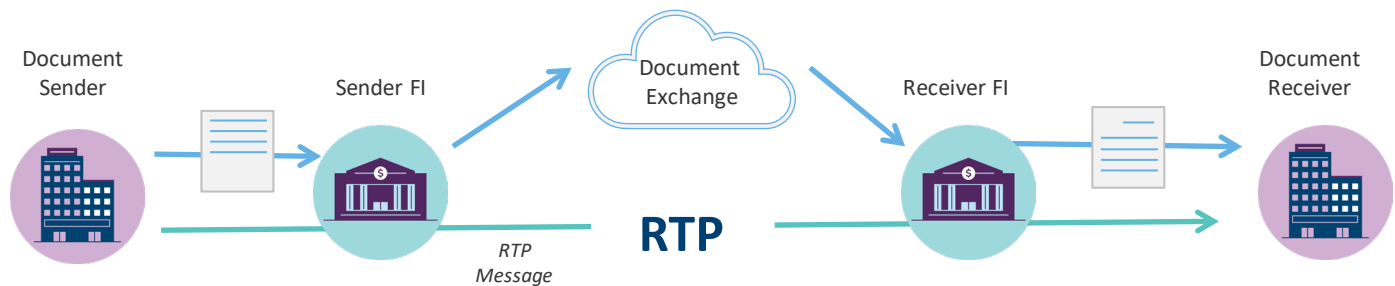 Document
Sender
Sender FI
Document
Exchange
Receiver FI
Document
Receiver
$
$
RTP
RTP
Message